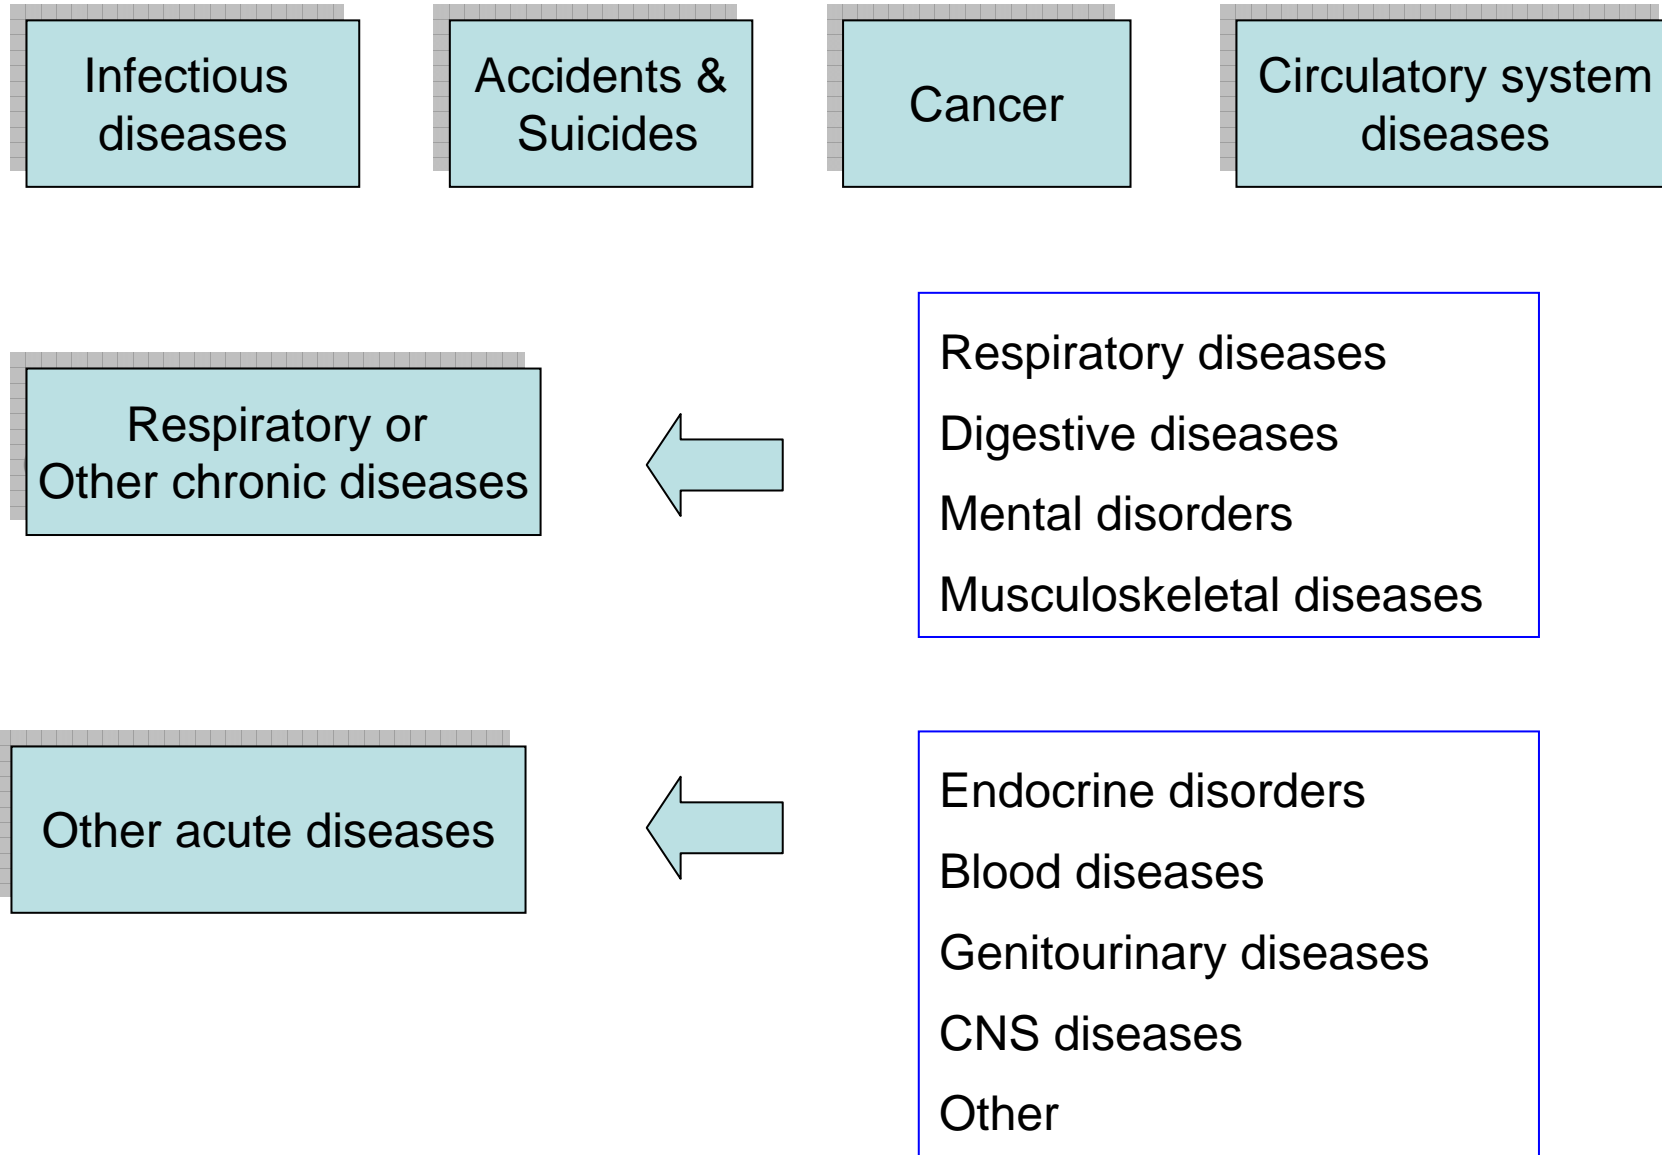 Infectious
diseases
Accidents &
Suicides
Cancer
Circulatory system
diseases
Respiratory or
Other chronic diseases
Respiratory diseases
Digestive diseases
Mental disorders
Musculoskeletal diseases
Other acute diseases
Endocrine disorders
Blood diseases
Genitourinary diseases
CNS diseases
Other